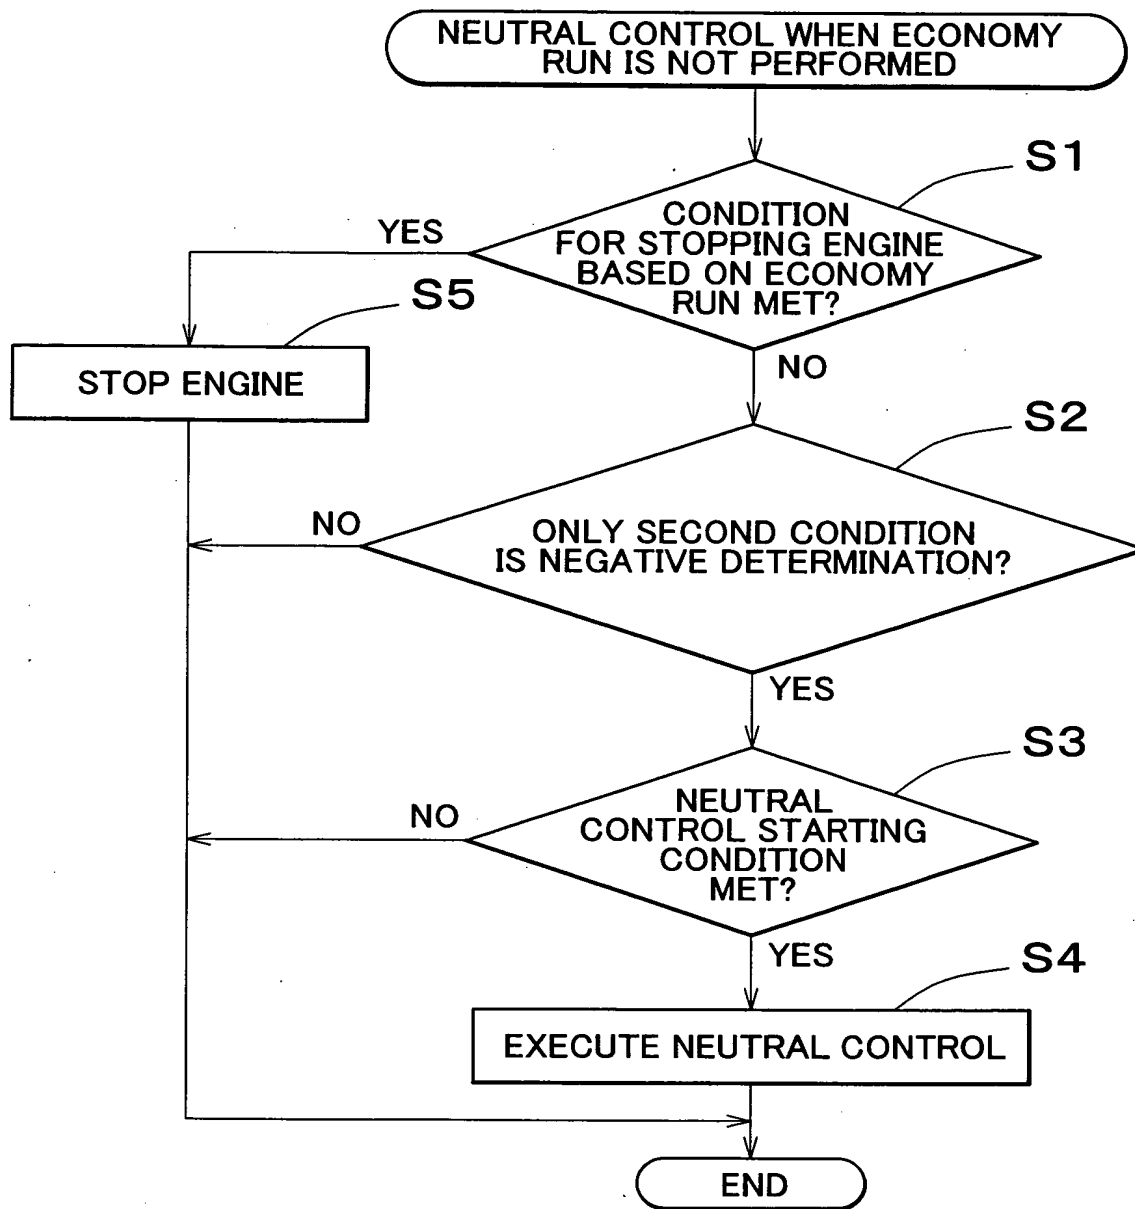 NEUTRAL CONTROL WHEN ECONOMY
RUN IS NOT PERFORMED
S1
CONDITION
FOR STOPPING ENGINE
BASED ON ECONOMY
RUN MET?
YES
S5
STOP ENGINE
NO
S2
ONLY SECOND CONDITION
IS NEGATIVE DETERMINATION?
NO
YES
S3
NEUTRAL
CONTROL STARTING
CONDITION
MET?
NO
YES
S4
EXECUTE NEUTRAL CONTROL
END